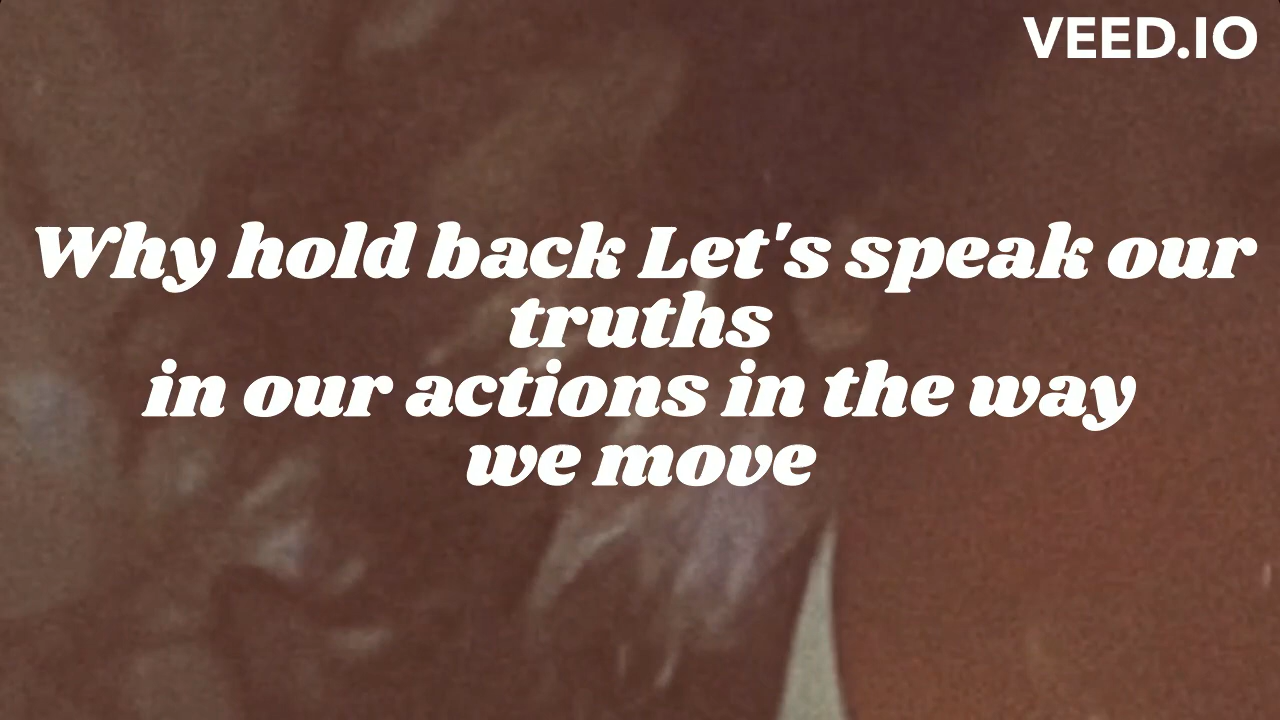 VEED.IO
Why hold back Let's speak our
truths
in our actions in the way
we move